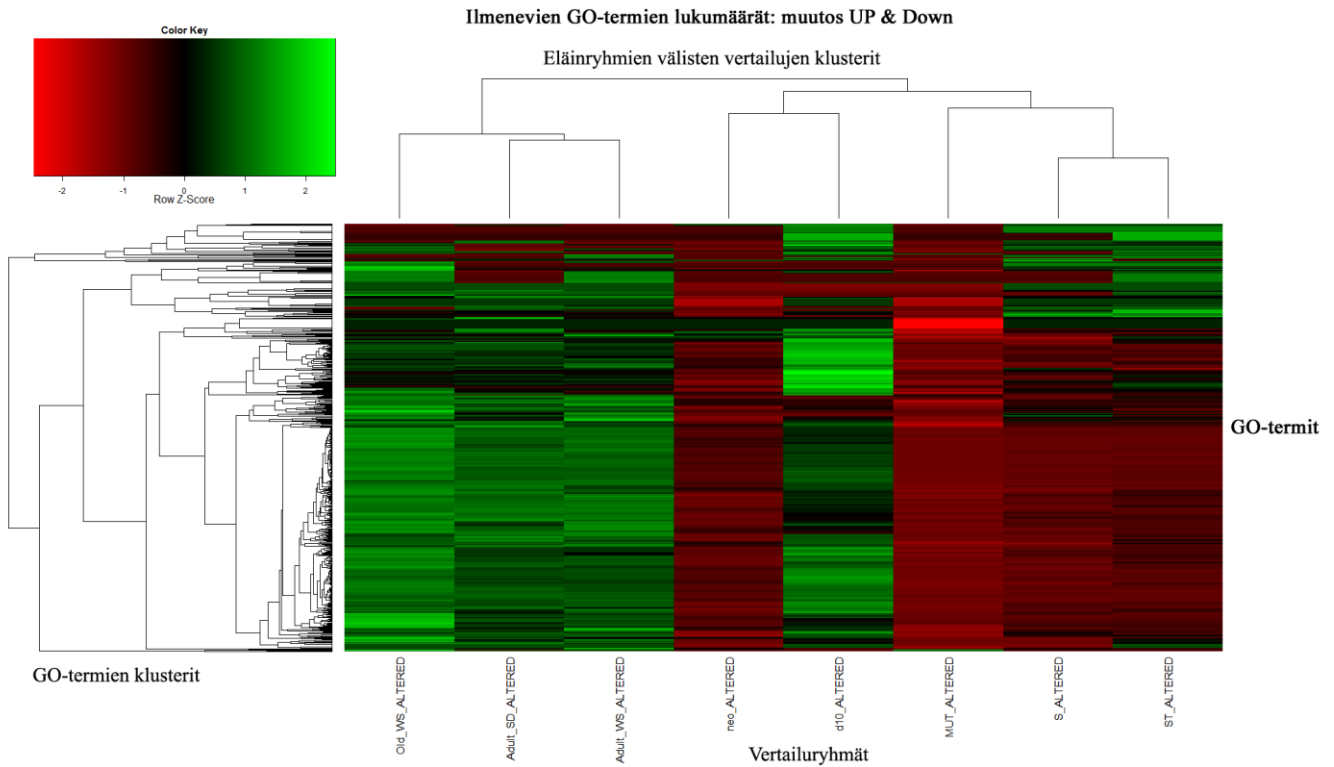 Ilmenevien GO-termien lukumäärät: muutos UP & Down
Color Key
-2 -1 0 1 2
Row Z-Score
Eläinryhmien välisten vertailujen klusterit
GO-termit
GO-termien klusterit
Old_WS_ALTERED
Adult_SD_ALTERED
Adult_WS_ALTERED
neo_ALTERED
d10_ALTERED
MUT_ALTERED
S_ALTERED
ST_ALTERED
Vertailuryhmät